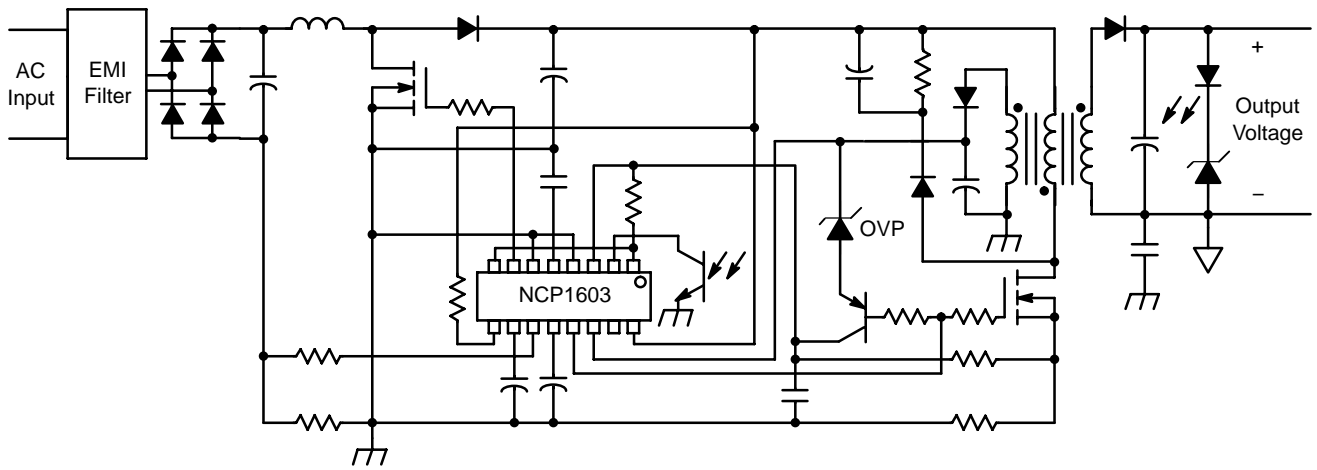 AC
Input
EMI
Filter
NCP1603
OVP
+
Output
Voltage
–